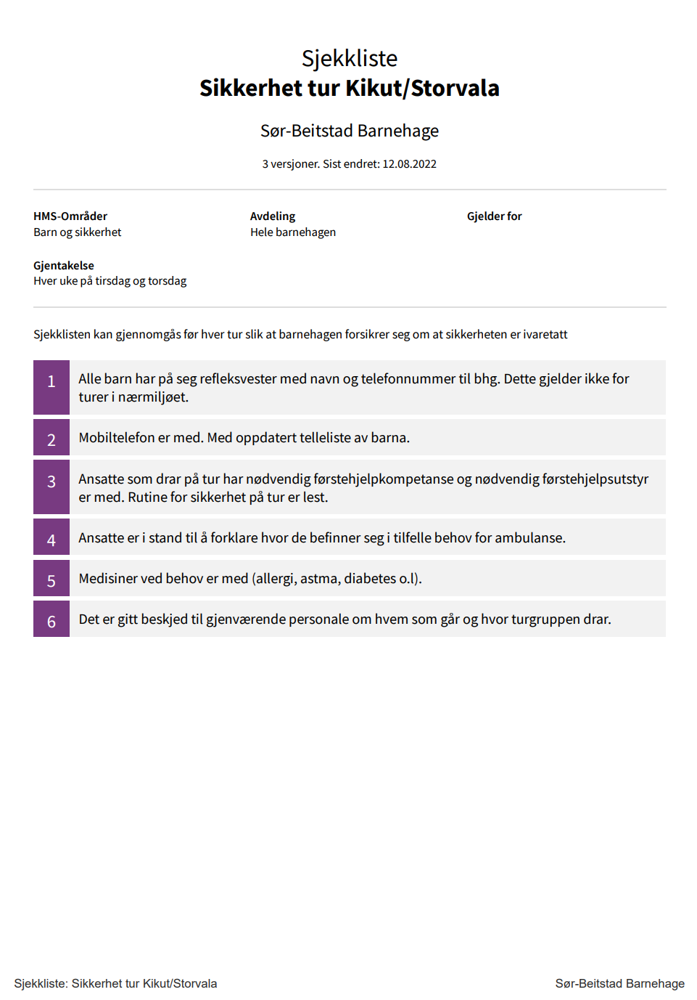 Sjekkliste
Sikkerhet tur Kikut/Storvala
Sør-Beitstad Barnehage
3 versjoner. Sist endret: 12.08.2022
HMS-Områder
Barn og sikkerhet
Avdeling
Hele barnehagen
Gjelder for
Gjentakelse
Hver uke på tirsdag og torsdag
Sjekklisten kan gjennomgås før hver tur slik at barnehagen forsikrer seg om at sikkerheten er ivaretatt
1 Alle barn har på seg refleksvester med navn og telefonnummer til bhg. Dette gjelder ikke for
turer i nærmiljøet.
2 Mobiltelefon er med. Med oppdatert telleliste av barna.
3 Ansatte som drar på tur har nødvendig førstehjelpkompetanse og nødvendig førstehjelpsutstyr
er med. Rutine for sikkerhet på tur er lest.
4 Ansatte er i stand til å forklare hvor de befinner seg i tilfelle behov for ambulanse.
5 Medisiner ved behov er med (allergi, astma, diabetes o.l).
6 Det er gitt beskjed til gjenværende personale om hvem som går og hvor turgruppen drar.
Sjekkliste: Sikkerhet tur Kikut/Storvala
Sør-Beitstad Barnehage